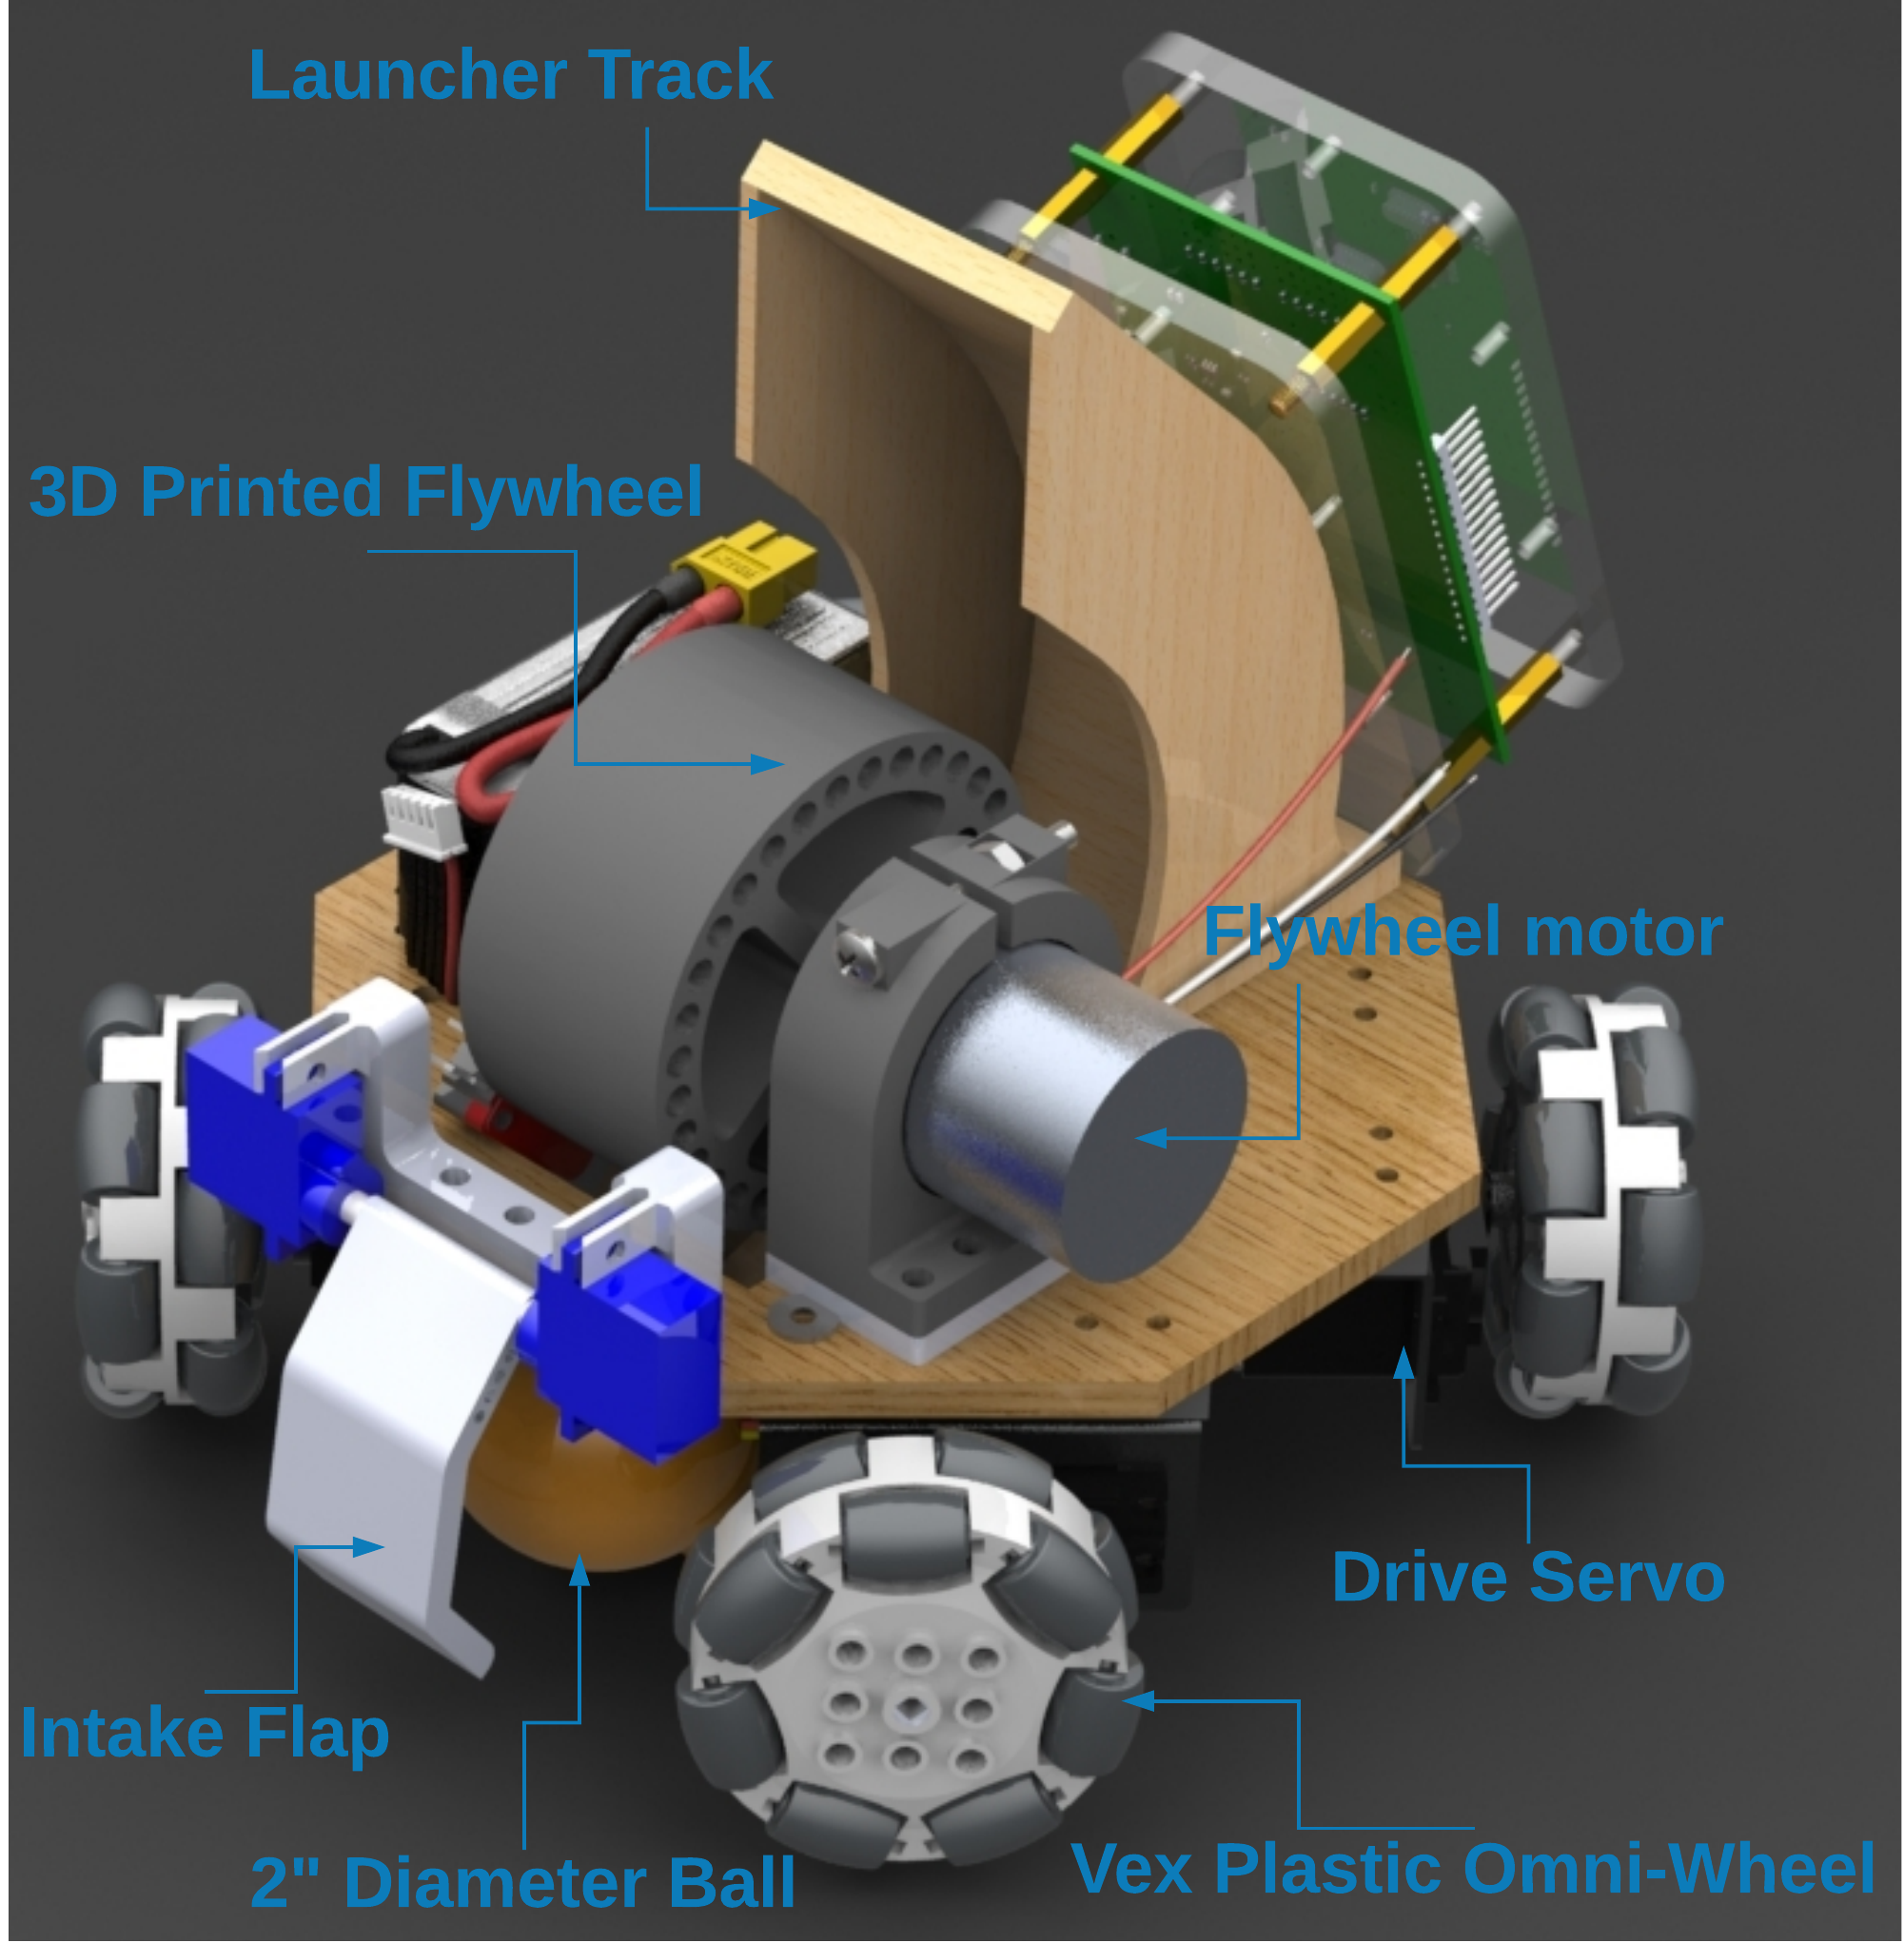 Launcher Track
3D Printed Flywheel
Flywheel motor
Drive Servo
Intake Flap
2" Diameter Ball
Vex Plastic Omni-Wheel